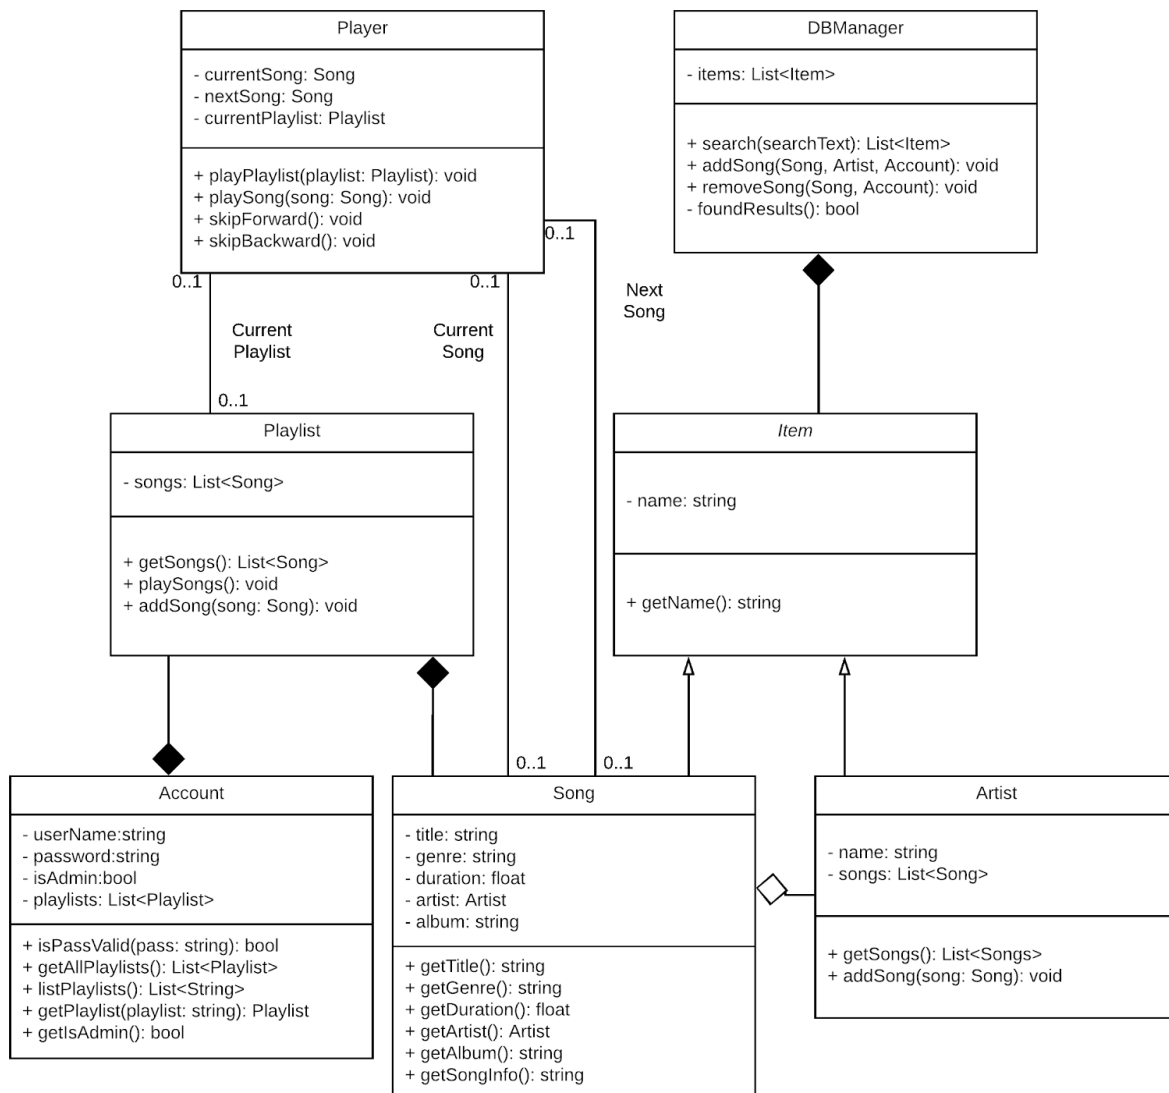 Player
- currentSong: Song
- nextSong: Song
- currentPlaylist: Playlist
+ playPlaylist(playlist: Playlist): void
+ playSong(song: Song): void
+ skipForward(): void
+ skipBackward(): void
DBManager
- items: List<Item>
+ search(searchText): List<Item>
+ addSong(Song, Artist, Account): void
+ removeSong(Song, Account): void
- foundResults(): bool
0..1
0..1
0..1
Current
Playlist
Current
Song
Next
Song
0..1
Playlist
- songs: List<Song>
+ getSongs(): List<Song>
+ playSongs(): void
+ addSong(song: Song): void
Item
- name: string
+ getName(): string
0..1
0..1
Account
- userName:string
- password:string
- isAdmin:bool
- playlists: List<Playlist>
+ isPassValid(pass: string): bool
+ getAllPlaylists(): List<Playlist>
+ listPlaylists(): List<String>
+ getPlaylist(playlist: string): Playlist
+ getIsAdmin(): bool
Song
- title: string
- genre: string
- duration: float
- artist: Artist
- album: string
+ getTitle(): string
+ getGenre(): string
+ getDuration(): float
+ getArtist(): Artist
+ getAlbum(): string
+ getSongInfo(): string
Artist
- name: string
- songs: List<Song>
+ getSongs(): List<Songs>
+ addSong(song: Song): void